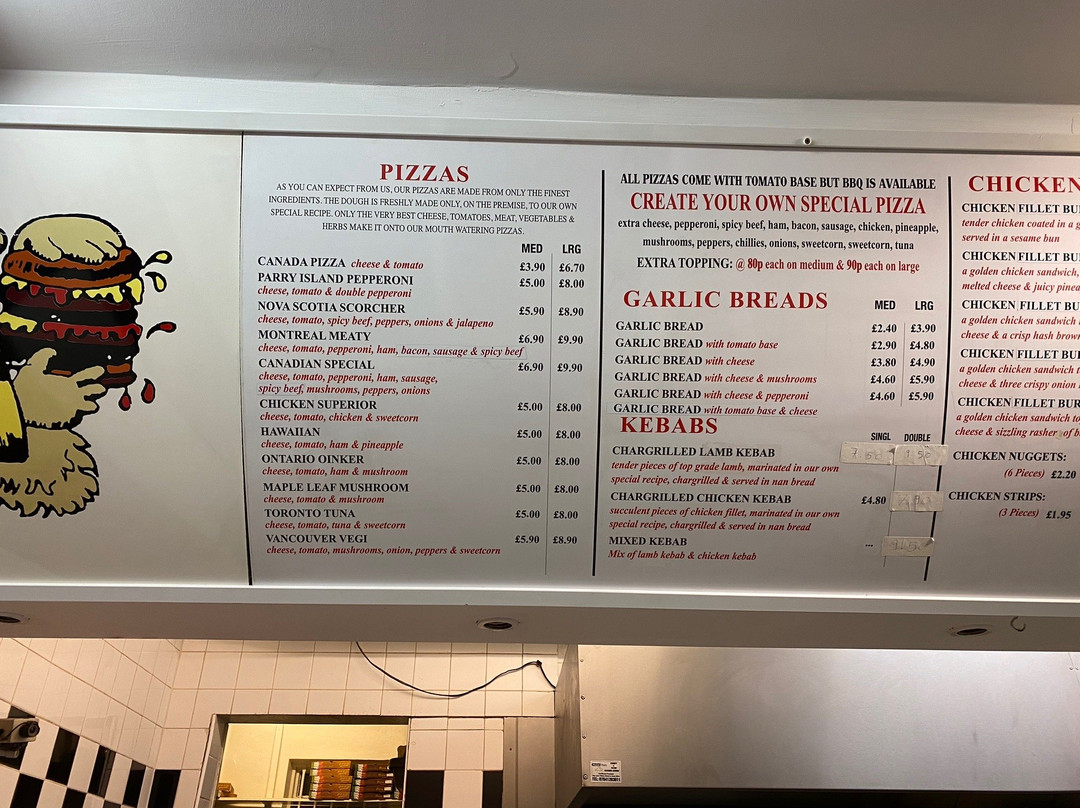 PIZZAS
AS YOU CAN EXPECT FROM US, OUR PIZZAS ARE MADE FROM ONLY THE FINEST
INGREDIENTS. THE DOUGH IS FRESHLY MADE ONLY, ON THE PREMISE, TO OUR OWN
SPECIAL RECIPE. ONLY THE VERY BEST CHEESE, TOMATOES, MEAT, VEGETABLES &
HERBS MAKE IT ONTO OUR MOUTH WATERING PIZZAS.
MED LRG
CANADA PIZZA cheese & tomato £3.90 £6.70
PARRY ISLAND PEPPERONI £5.00 £8.00
cheese, tomato & double pepperoni
NOVA SCOTIA SCORCHER £5.90 £8.90
cheese, tomato, spicy beef, peppers, onions & jalapeno
MONTREAL MEATY £6.90 £9.90
cheese, tomato, pepperoni, ham, bacon, sausage & spicy beef
CANADIAN SPECIAL £6.90 £9.90
cheese, tomato, pepperoni, ham, sausage,
spicy beef, mushrooms, peppers, onions
CHICKEN SUPERIOR £5.00 £8.00
cheese, tomato, chicken & sweetcorn
HAWAIIAN £5.00 £8.00
cheese, tomato, ham & pineapple
ONTARIO OINKER £5.00 £8.00
cheese, tomato, ham & mushroom
MAPLE LEAF MUSHROOM £5.00 £8.00
cheese, tomato & mushroom
TORONTO TUNA £5.00 £8.00
cheese, tomato, tuna & sweetcorn
VANCOUVER VEGI £5.90 £8.90
cheese, tomato, mushrooms, onion, peppers & sweetcorn
ALL PIZZAS COME WITH TOMATO BASE BUT BBQ IS AVAILABLE
CREATE YOUR OWN SPECIAL PIZZA
extra cheese, pepperoni, spicy beef, ham, bacon, sausage, chicken, pineapple,
mushrooms, peppers, chillies, onions, sweetcorn, sweetcorn, tuna
EXTRA TOPPING: @ 80p each on medium & 90p each on large
GARLIC BREADS MED LRG
GARLIC BREAD £2.40 £3.90
GARLIC BREAD with tomato base £2.90 £4.80
GARLIC BREAD with cheese £3.80 £4.90
GARLIC BREAD with cheese & mushrooms £4.60 £5.90
GARLIC BREAD with cheese & pepperoni £4.60 £5.90
GARLIC BREAD with tomato base & cheese
KEBABS SINGL DOUBLE
CHARGRILLED LAMB KEBAB
tender pieces of top grade lamb, marinated in our own
special recipe, chargrilled & served in nan bread
CHARGRILLED CHICKEN KEBAB £4.80
succulent pieces of chicken fillet, marinated in our own
special recipe, chargrilled & served in nan bread
MIXED KEBAB ...
Mix of lamb kebab & chicken kebab
CHICKEN
CHICKEN FILLET BU
tender chicken coated in a g
served in a sesame bun
CHICKEN FILLET BU
a golden chicken sandwich,
melted cheese & juicy pinea
CHICKEN FILLET BU
a golden chicken sandwich
cheese & a crisp hash brown
CHICKEN FILLET BU
a golden chicken sandwich t
cheese & three crispy onion
CHICKEN FILLET BUR
a golden chicken sandwich to
cheese & sizzling rasher of b
CHICKEN NUGGETS:
(6 Pieces) £2.20
CHICKEN STRIPS:
(3 Pieces) £1.95